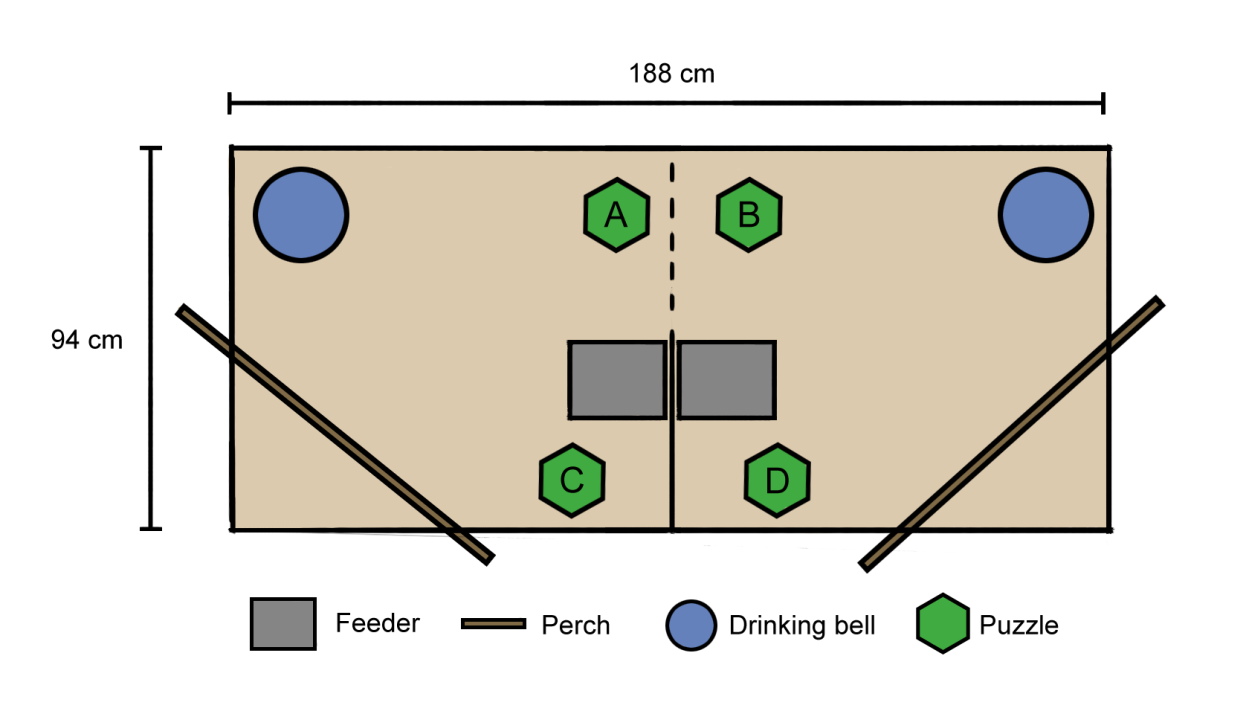 188 cm
A
B
94 cm
C
D
Feeder
Perch
Drinking bell
Puzzle